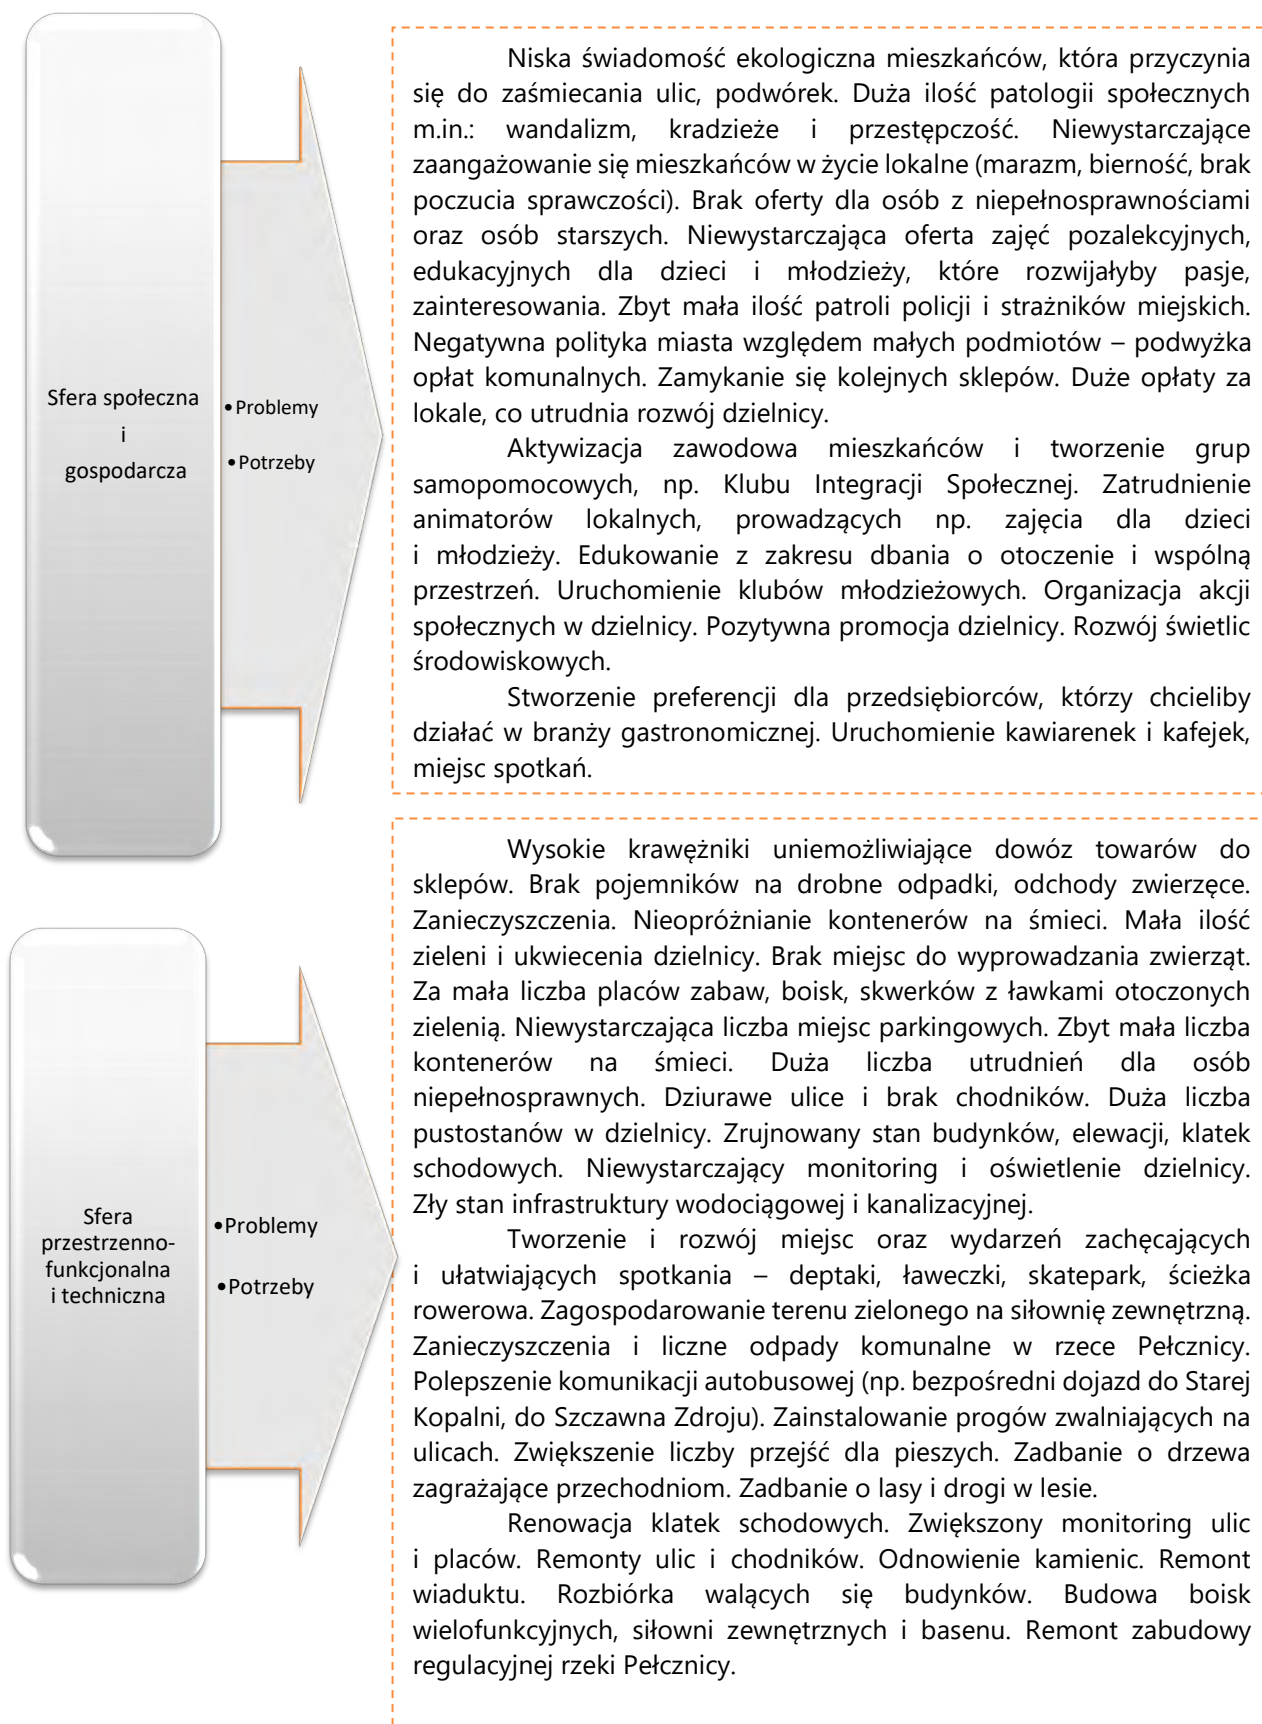 Sfera społeczna
i
gospodarcza
•Problemy
•Potrzeby
Niska świadomość ekologiczna mieszkańców, która przyczynia
się do zaśmiecania ulic, podwórek. Duża ilość patologii społecznych
m.in.: wandalizm, kradzieże i przestępczość. Niewystarczające
zaangażowanie się mieszkańców w życie lokalne (marazm, bierność, brak
poczucia sprawczości). Brak oferty dla osób z niepełnosprawnościami
oraz osób starszych. Niewystarczająca oferta zajęć pozalekcyjnych,
edukacyjnych dla dzieci i młodzieży, które rozwijałyby pasje,
zainteresowania. Zbyt mała ilość patroli policji i strażników miejskich.
Negatywna polityka miasta względem małych podmiotów – podwyżka
opłat komunalnych. Zamykanie się kolejnych sklepów. Duże opłaty za
lokale, co utrudnia rozwój dzielnicy.
Aktywizacja zawodowa mieszkańców i tworzenie grup
samopomocowych, np. Klubu Integracji Społecznej. Zatrudnienie
animatorów lokalnych, prowadzących np. zajęcia dla dzieci
i młodzieży. Edukowanie z zakresu dbania o otoczenie i wspólną
przestrzeń. Uruchomienie klubów młodzieżowych. Organizacja akcji
społecznych w dzielnicy. Pozytywna promocja dzielnicy. Rozwój świetlic
środowiskowych.
Stworzenie preferencji dla przedsiębiorców, którzy chcieliby
działać w branży gastronomicznej. Uruchomienie kawiarenek i kafejek,
miejsc spotkań.
Sfera
przestrzenno-
funkcjonalna
i techniczna
•Problemy
•Potrzeby
Wysokie krawężniki uniemożliwiające dowóz towarów do
sklepów. Brak pojemników na drobne odpadki, odchody zwierzęce.
Zanieczyszczenia. Nieopróżnianie kontenerów na śmieci. Mała ilość
zieleni i ukwiecenia dzielnicy. Brak miejsc do wyprowadzania zwierząt.
Za mała liczba placów zabaw, boisk, skwerków z ławkami otoczonych
zielenią. Niewystarczająca liczba miejsc parkingowych. Zbyt mała liczba
kontenerów na śmieci. Duża liczba utrudnień dla osób
niepełnosprawnych. Dziurawe ulice i brak chodników. Duża liczba
pustostanów w dzielnicy. Zrujnowany stan budynków, elewacji, klatek
schodowych. Niewystarczający monitoring i oświetlenie dzielnicy.
Zły stan infrastruktury wodociągowej i kanalizacyjnej.
Tworzenie i rozwój miejsc oraz wydarzeń zachęcających
i ułatwiających spotkania – deptaki, ławeczki, skatepark, ścieżka
rowerowa. Zagospodarowanie terenu zielonego na siłownię zewnętrzną.
Zanieczyszczenia i liczne odpady komunalne w rzece Pełcznicy.
Polepszenie komunikacji autobusowej (np. bezpośredni dojazd do Starej
Kopalni, do Szczawna Zdroju). Zainstalowanie progów zwalniających na
ulicach. Zwiększenie liczby przejść dla pieszych. Zadbanie o drzewa
zagrażające przechodniom. Zadbanie o lasy i drogi w lesie.
Renowacja klatek schodowych. Zwiększony monitoring ulic
i placów. Remonty ulic i chodników. Odnowienie kamienic. Remont
wiaduktu. Rozbiórka walących się budynków. Budowa boisk
wielofunkcyjnych, siłowni zewnętrznych i basenu. Remont zabudowy
regulacyjnej rzeki Pełcznicy.